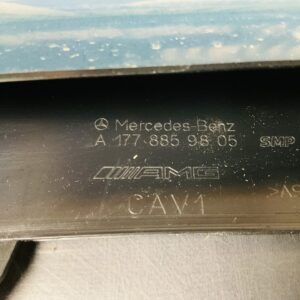 Mercedes-Benz
A 177 885 98 05
SMP
AMG
CAV1